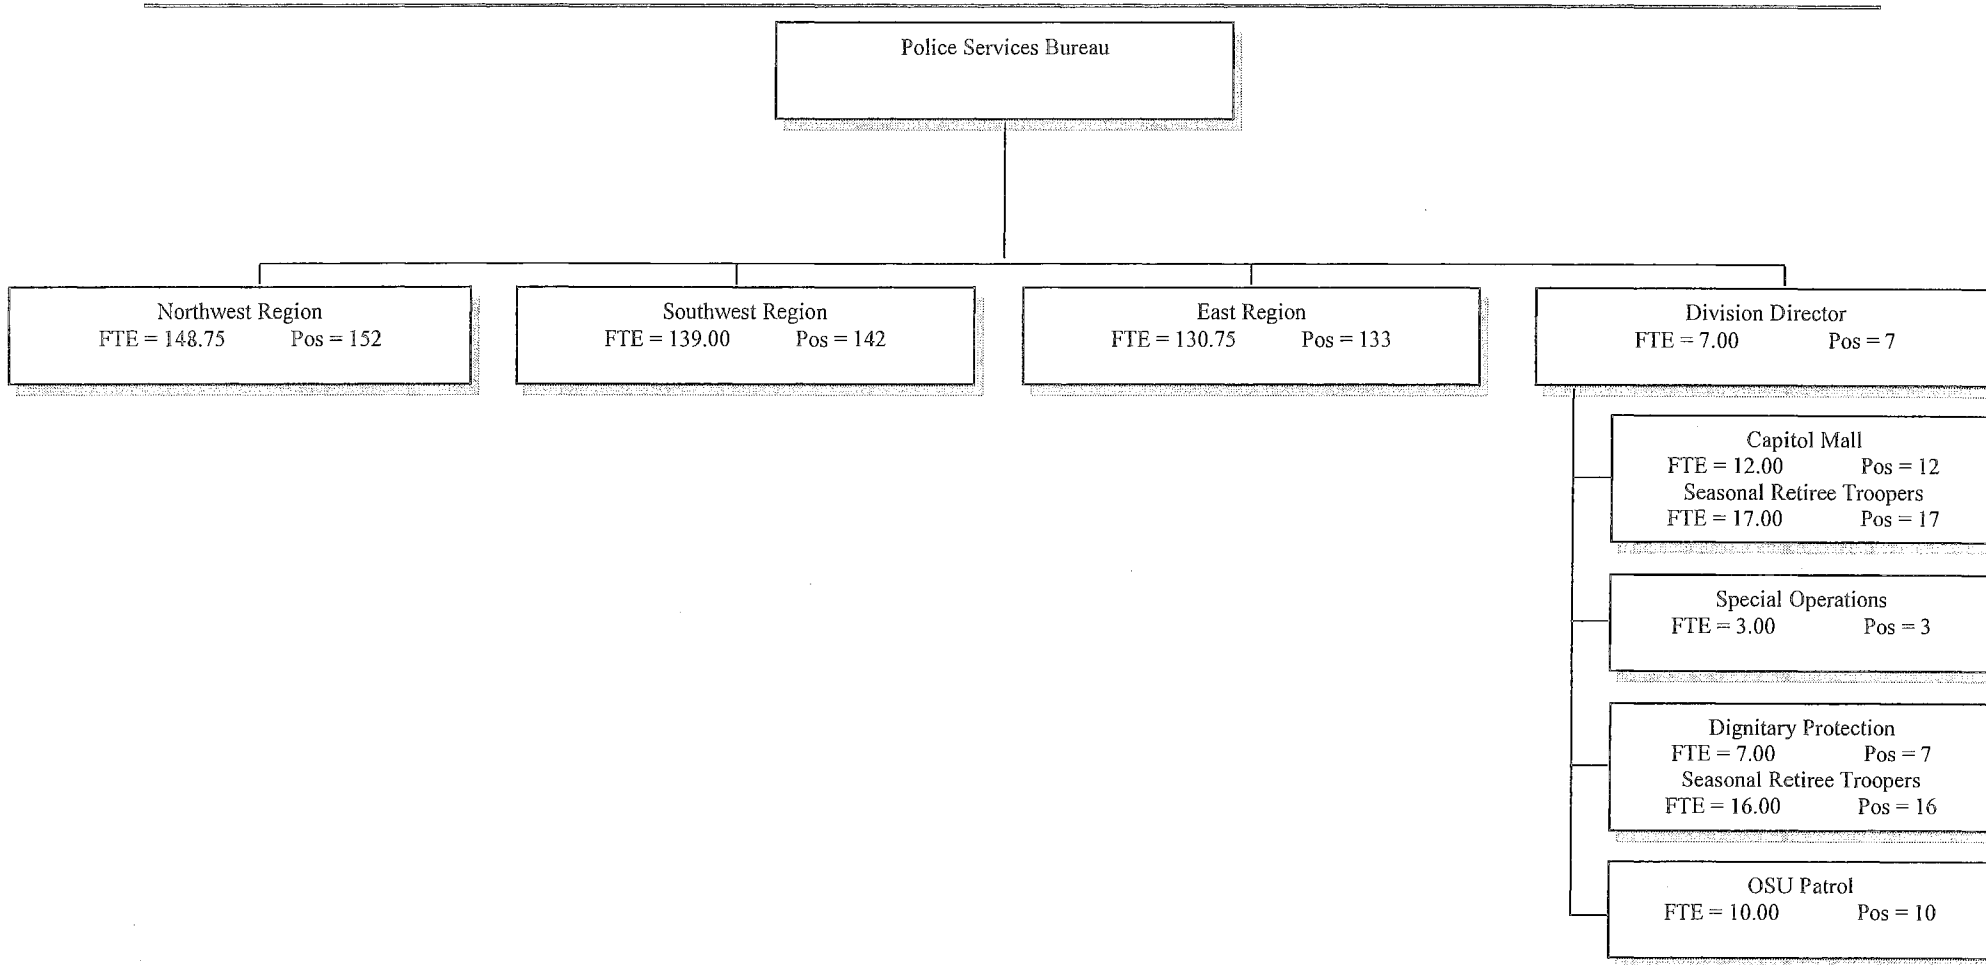 Police Services Bureau
Northwest Region
FTE = 148.75 Pos = 152
Southwest Region
FTE = 139.00 Pos = 142
East Region
FTE = 130.75 Pos = 133
Division Director
FTE = 7.00 Pos = 7
Capitol Mall
FTE = 12.00 Pos = 12
Seasonal Retiree Troopers
FTE = 17.00 Pos = 17
Special Operations
FTE = 3.00 Pos = 3
Dignitary Protection
FTE = 7.00 Pos = 7
Seasonal Retiree Troopers
FTE = 16.00 Pos = 16
OSU Patrol
FTE = 10.00 Pos = 10